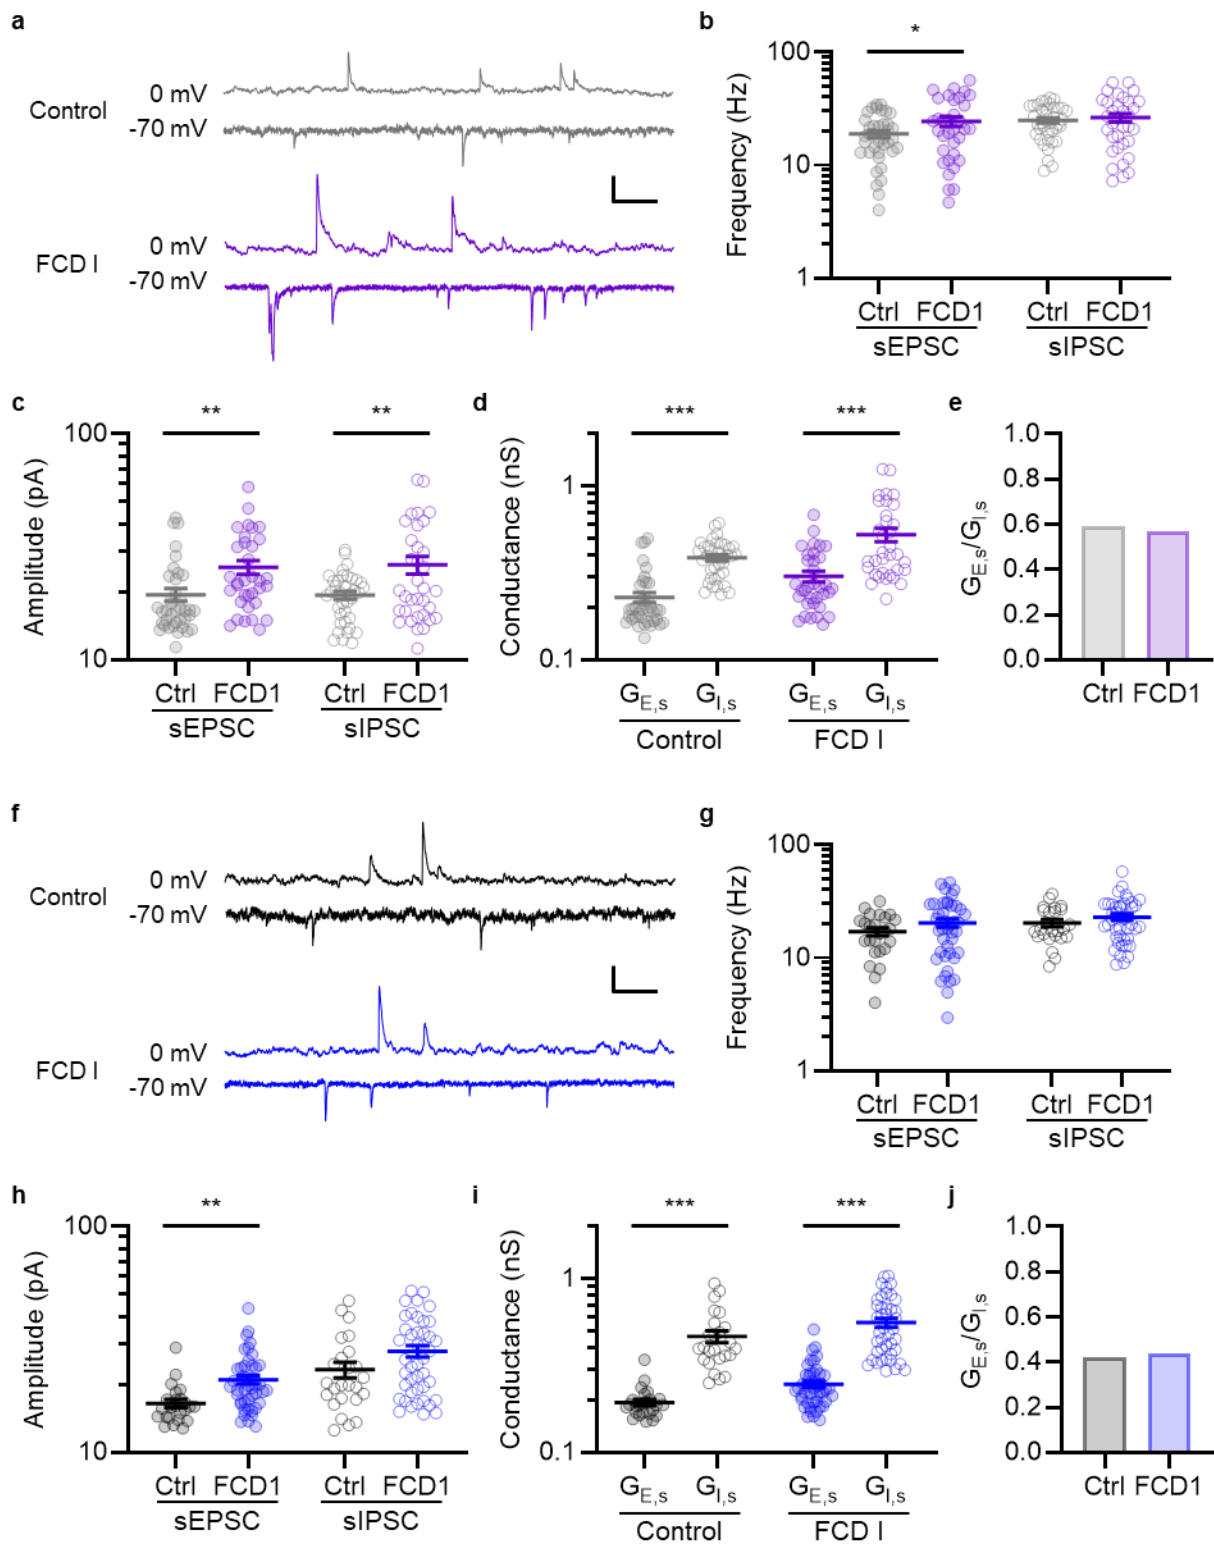 a
Control
0 mV
-70 mV
FCD I
0 mV
-70 mV
b
*
Frequency (Hz)
100
10
1
Ctrl FCD1 Ctrl FCD1
sEPSC sIPSC
c
** **
Amplitude (pA)
100
10
Ctrl FCD1 Ctrl FCD1
sEPSC sIPSC
d
*** ***
Conductance (nS)
1
0.1
GE,s GI,s GE,s GI,s
Control FCD I
e
GE,s/GI,s
1.0
0.8
0.6
0.4
0.2
0.0
Ctrl FCD1
f
Control
0 mV
-70 mV
FCD I
0 mV
-70 mV
g
Frequency (Hz)
100
10
1
Ctrl FCD1 Ctrl FCD1
sEPSC sIPSC
h
**
Amplitude (pA)
100
10
Ctrl FCD1 Ctrl FCD1
sEPSC sIPSC
i
*** ***
Conductance (nS)
1
0.1
GE,s GI,s GE,s GI,s
Control FCD I
j
GE,s/GI,s
1.0
0.8
0.6
0.4
0.2
0.0
Ctrl FCD1